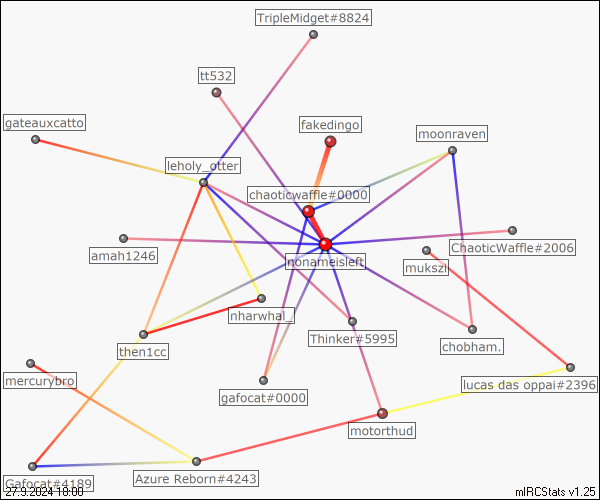 TripleMidget#8824
tt532
gateauxcatto
fakedingo
moonraven
leholy_otter
chaoticwaffle#0000
amah1246
ChaoticWaffle#2006
nonameisleft
mukszi
nharwhal_
Thinker#5995
then1cc
chobham.
mercurybro
lucas das oppai#2396
gafocat#0000
motorthud
Azure Reborn#4243
Gafocat#4189
27.9.2024 18:00
mIRCStats v1.25